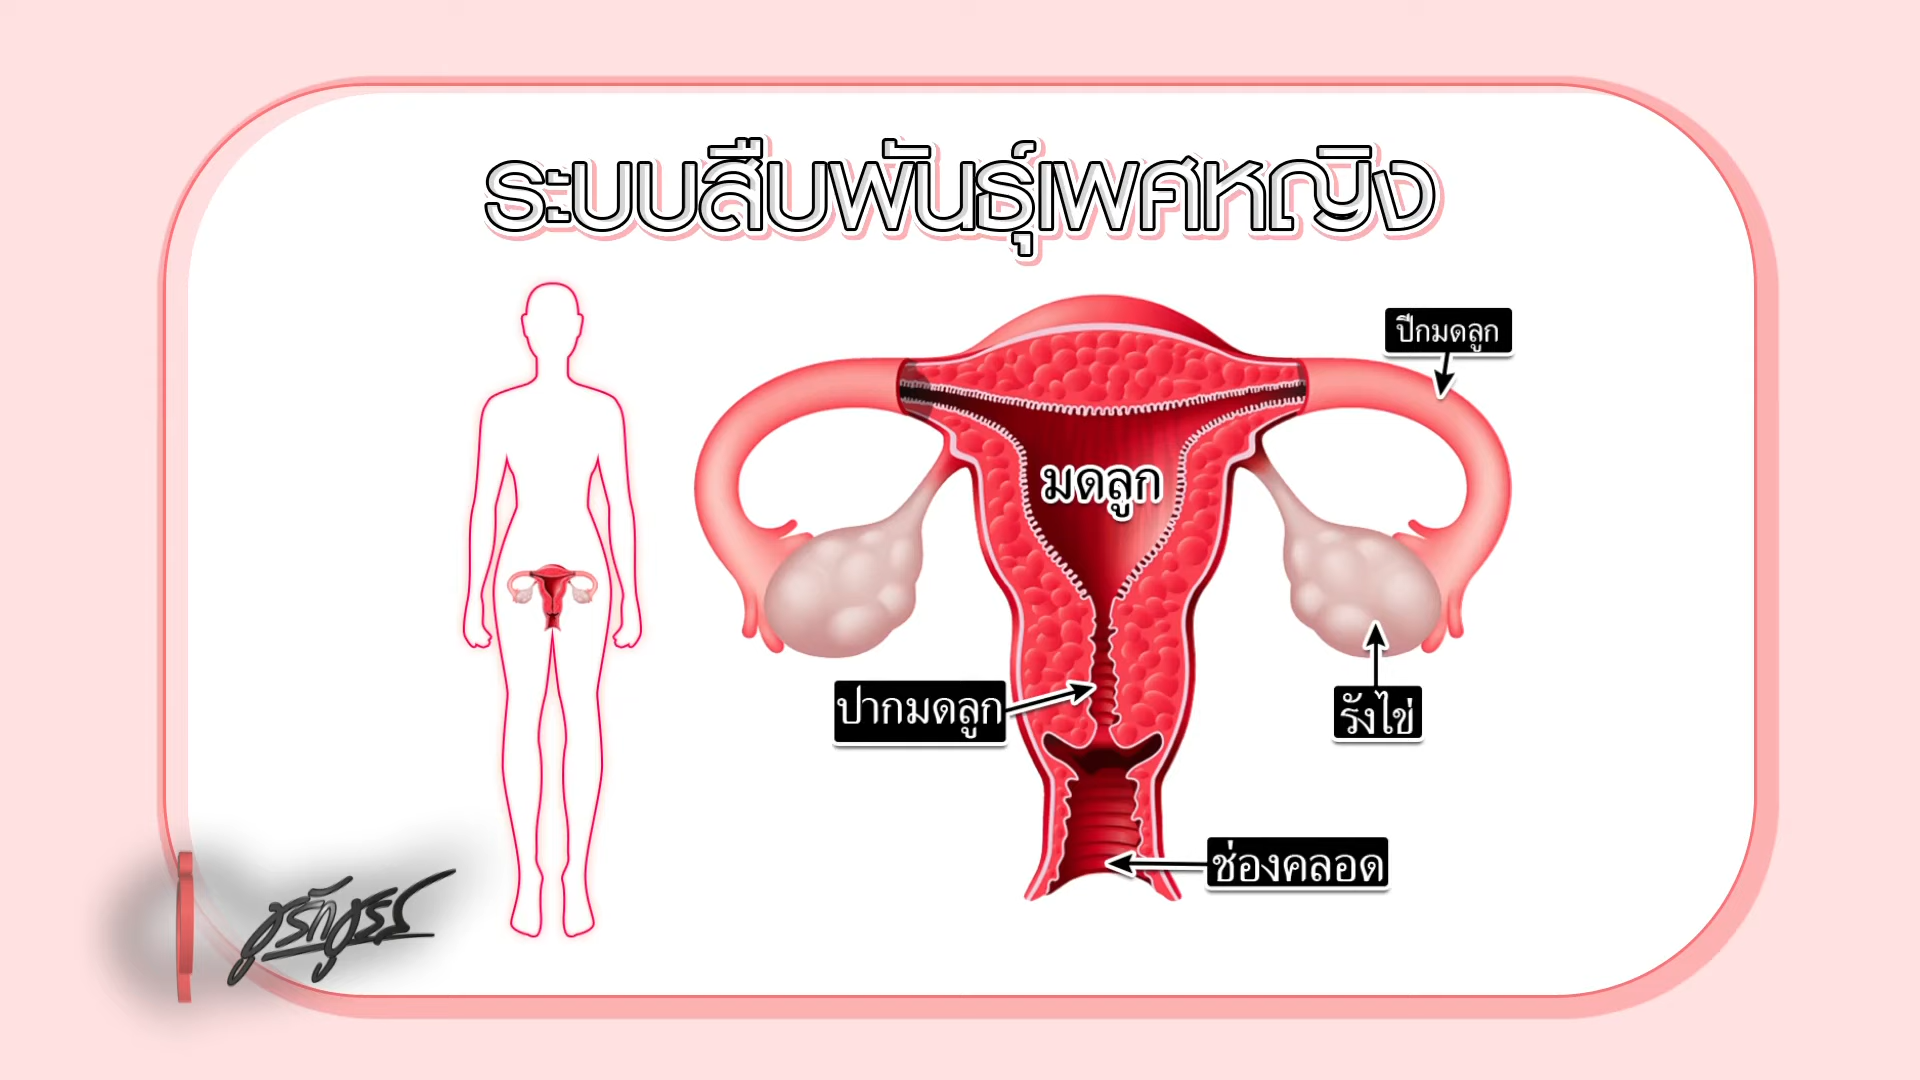 ระบบสืบพันธุ์เพศหญิง
ปีกมดลูก
มดลูก
ปากมดลูก
รังไข่
ช่องคลอด